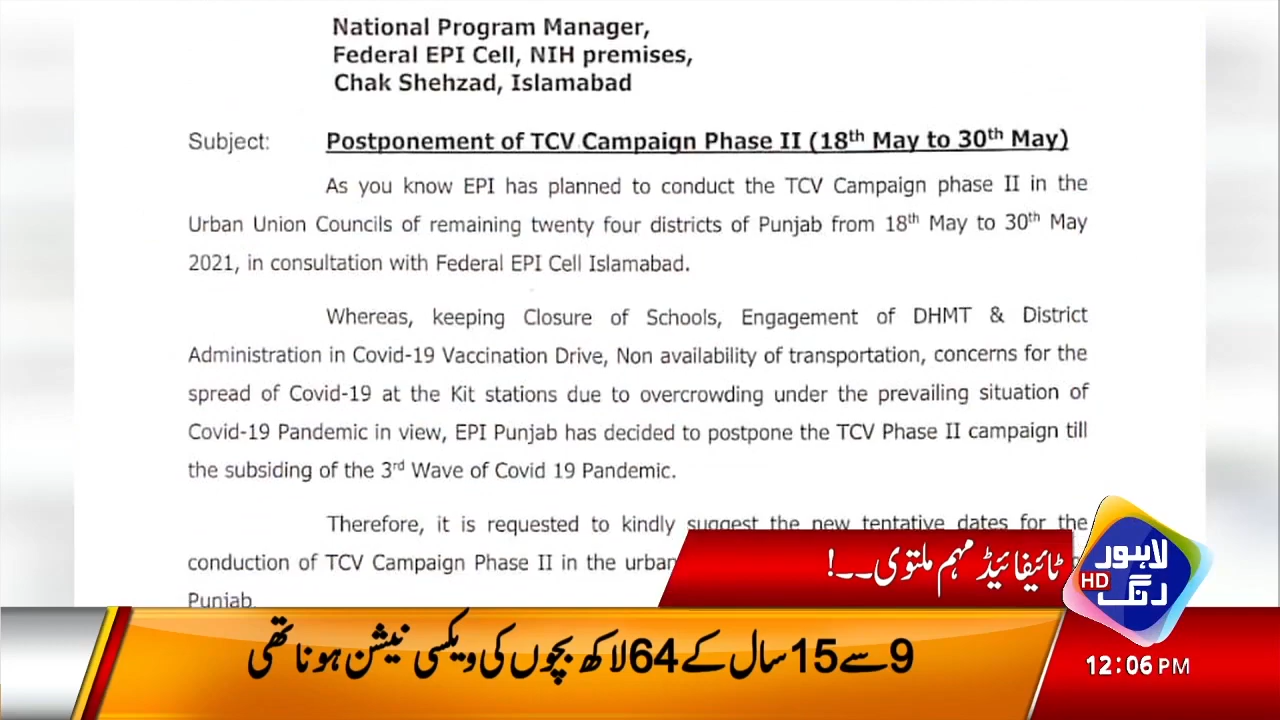 National Program Manager,
Federal EPI Cell, NIH premises,
Chak Shehzad, Islamabad
Subject: Postponement of TCV Campaign Phase II (18th May to 30th May)
As you know EPI has planned to conduct the TCV Campaign phase II in the
Urban Union Councils of remaining twenty four districts of Punjab from 18th May to 30th May
2021, in consultation with Federal EPI Cell Islamabad.
Whereas, keeping Closure of Schools, Engagement of DHMT & District
Administration in Covid-19 Vaccination Drive, Non availability of transportation, concerns for the
spread of Covid-19 at the Kit stations due to overcrowding under the prevailing situation of
Covid-19 Pandemic in view, EPI Punjab has decided to postpone the TCV Phase II campaign till
the subsiding of the 3rd Wave of Covid 19 Pandemic.
Therefore, it is requested to kindly suggest the new tentative dates for the
conduction of TCV Campaign Phase II in the urban
Punjab
ٹائیفائیڈ مہم ملتوی۔۔!
لاہور
رنگ HD
9 سے 15 سال کے 64 لاکھ بچوں کی ویکسی نیشن ہونا تھی
12:06 PM